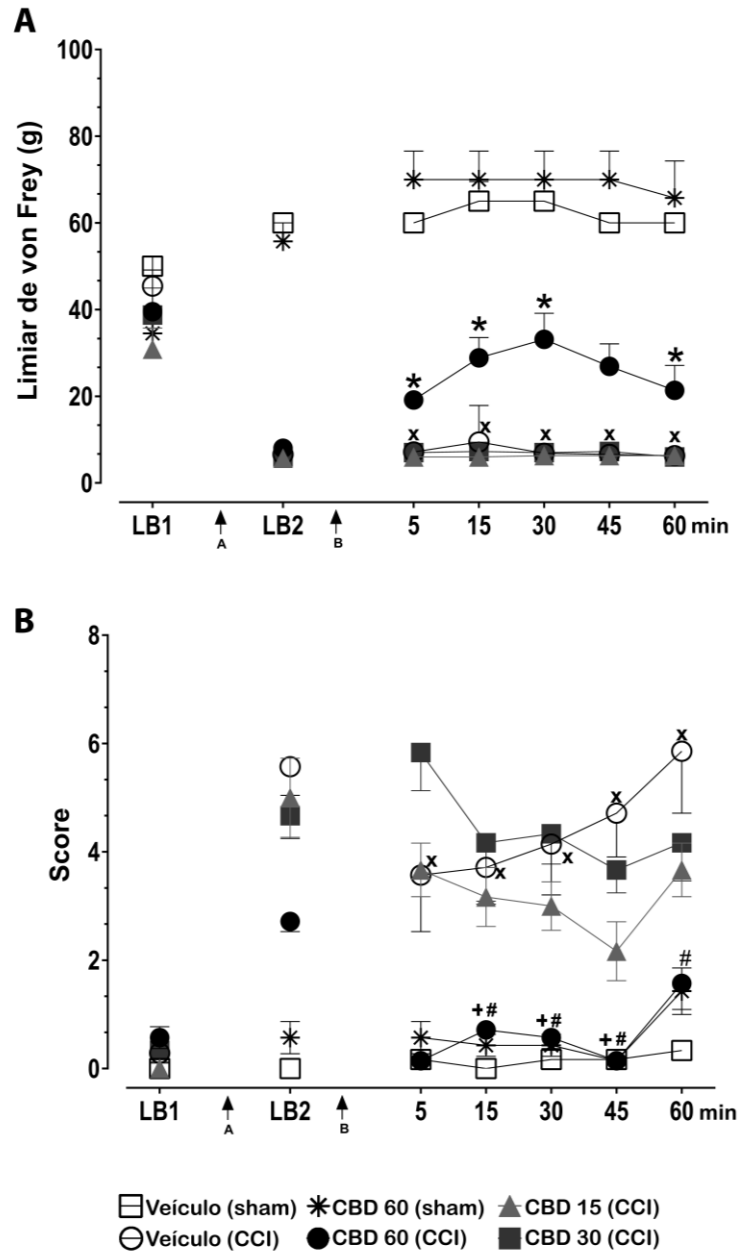 A
Limiar de von Frey (g)
100
80
60
40
20
0
* * * *
x x x x x
LB1 A LB2 B 5 15 30 45 60 min
B
Score
8
6
4
2
0
x x x x x
+# +# +# #
LB1 A LB2 B 5 15 30 45 60 min
Veículo (sham) CBD 60 (sham) CBD 15 (CCI)
Veículo (CCI) CBD 60 (CCI) CBD 30 (CCI)